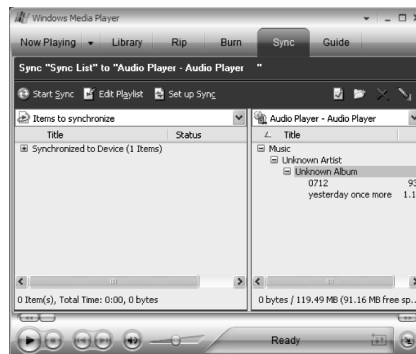 Windows Media Player
Now Playing Library Rip Burn Sync Guide
Sync "Sync List" to "Audio Player - Audio Player "
Start Sync Edit Playlist Set up Sync
Items to synchronize Audio Player - Audio Player
Title Status Title
Synchronized to Device (1 Items) Music
Unknown Artist
Unknown Album
0712 93
yesterday once more 1.1
0 Item(s), Total Time: 0:00, 0 bytes 0 bytes / 119.49 MB (91.16 MB free sp...
Ready